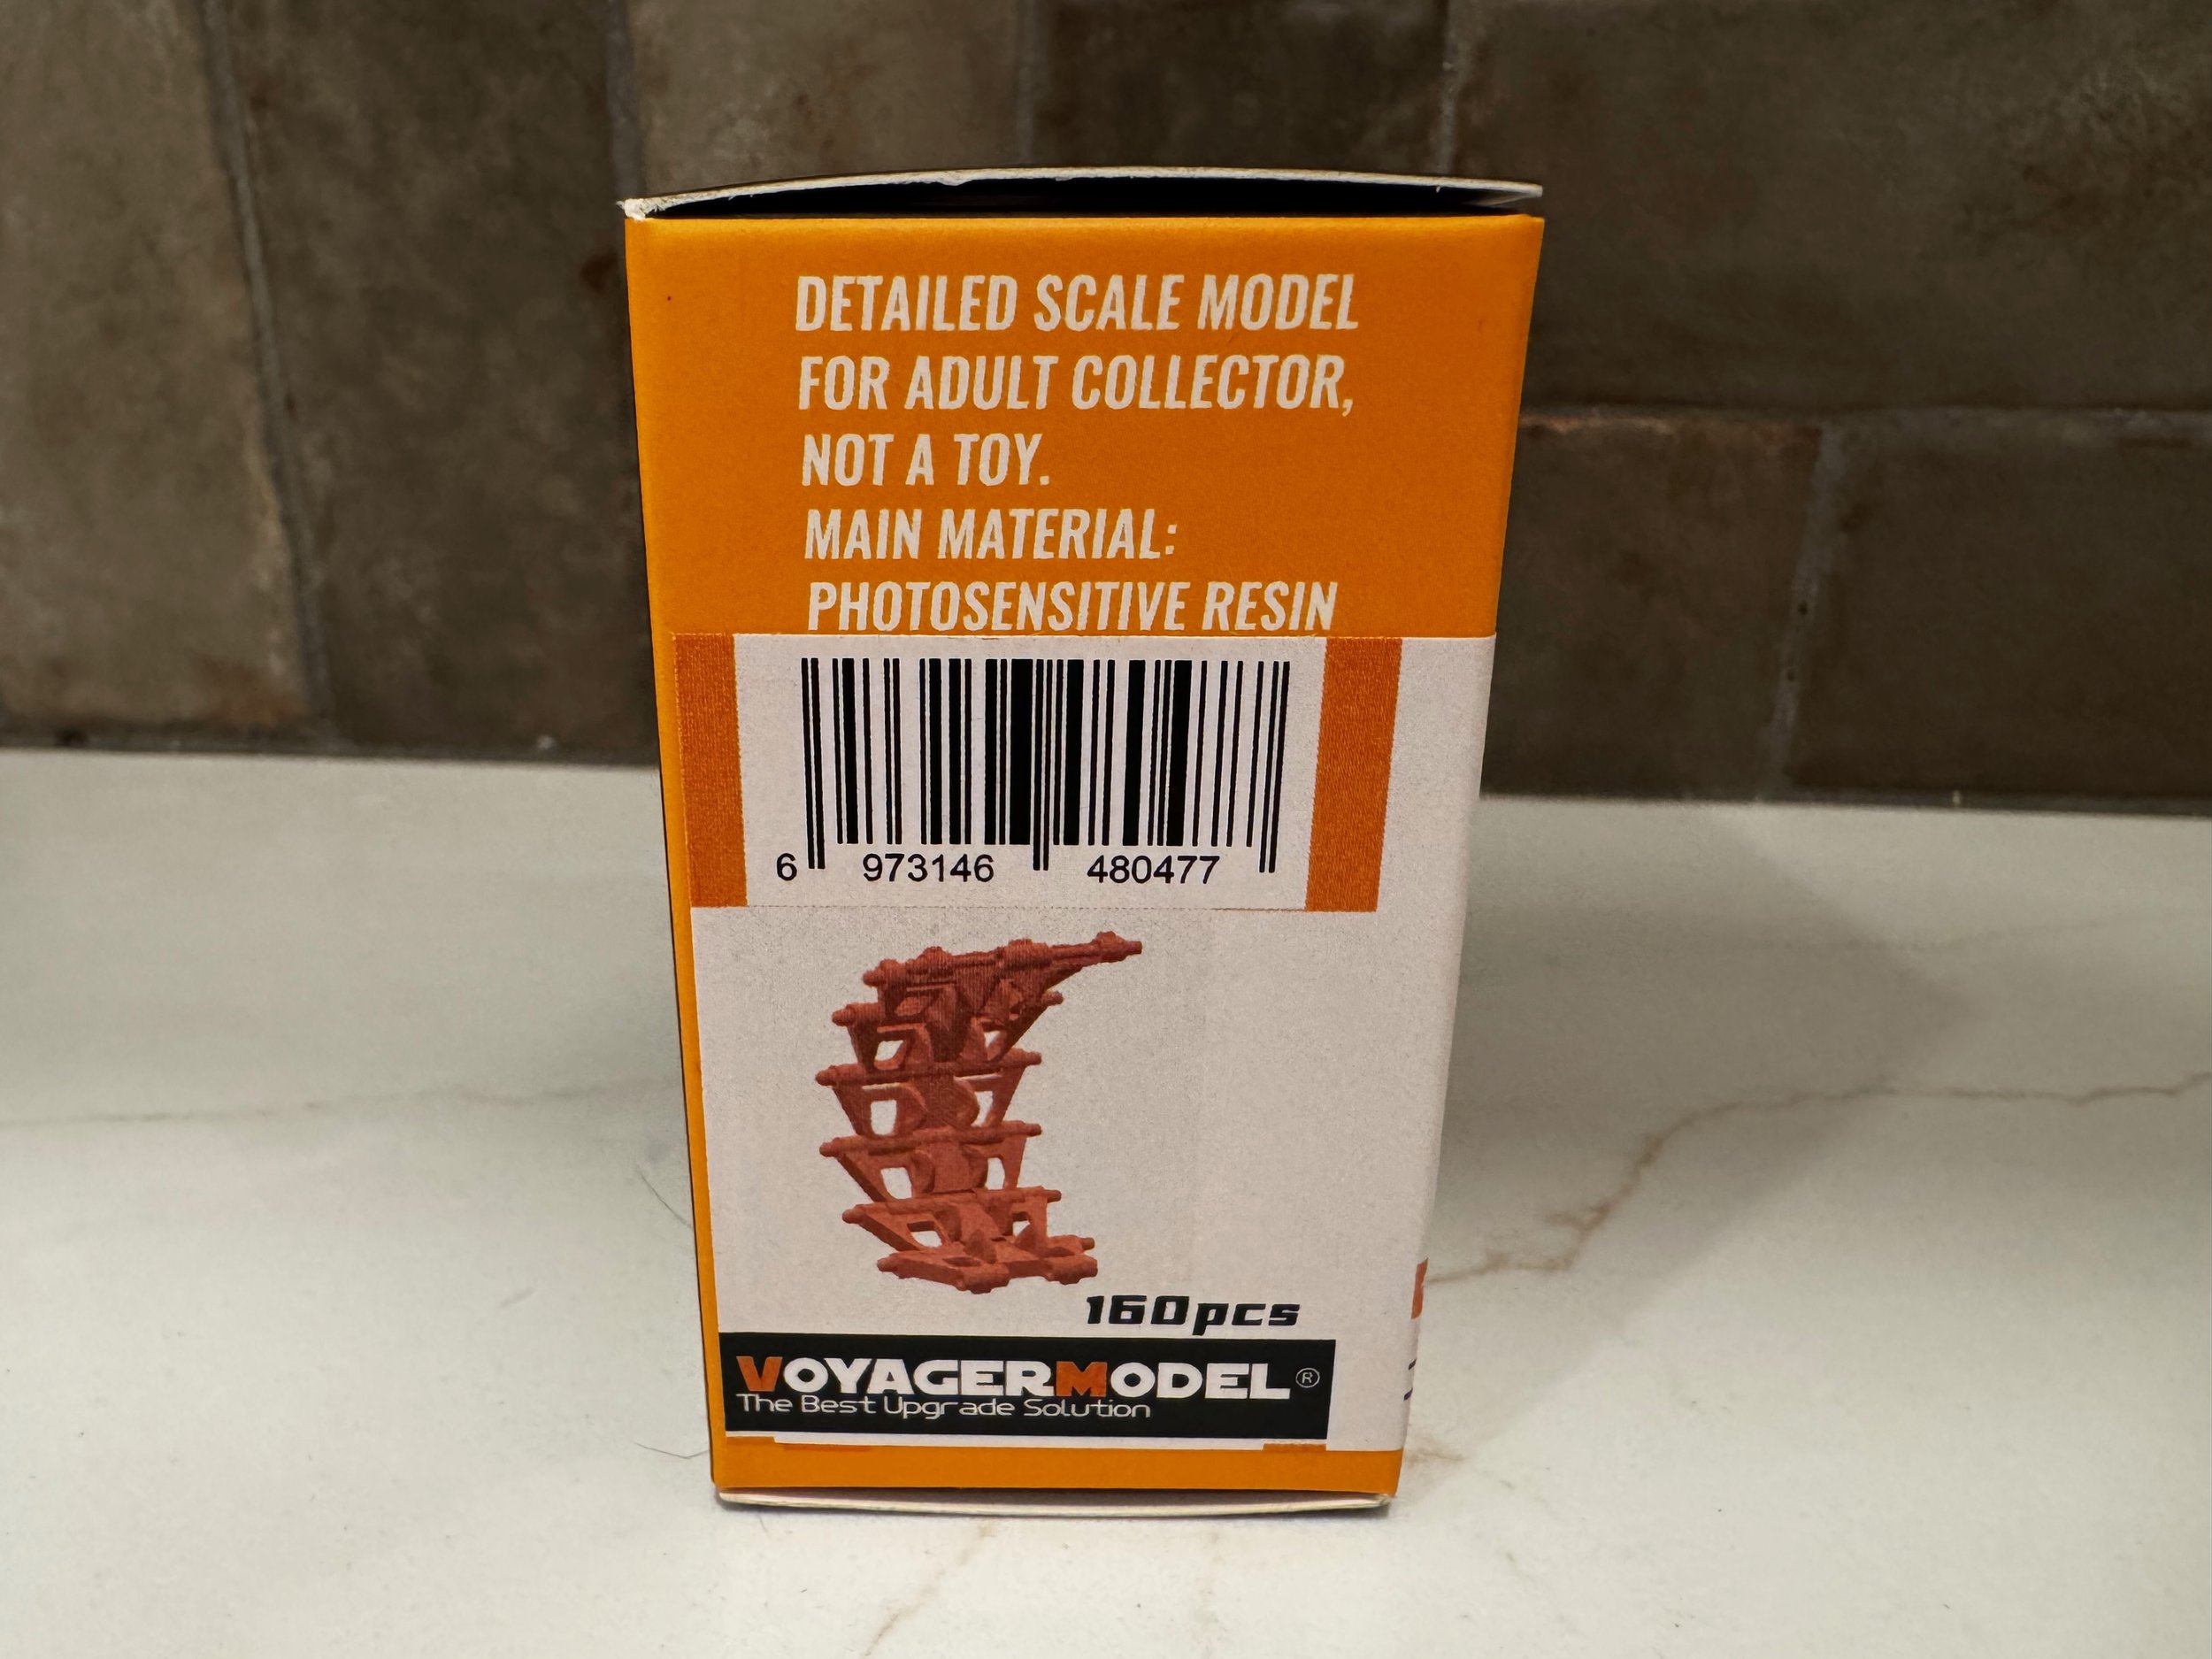 DETAILED SCALE MODEL
FOR ADULT COLLECTOR,
NOT A TOY.
MAIN MATERIAL:
PHOTOSENSITIVE RESIN
6 973146 480477
160pcs
VOYAGERMODEL®
The Best Upgrade Solution